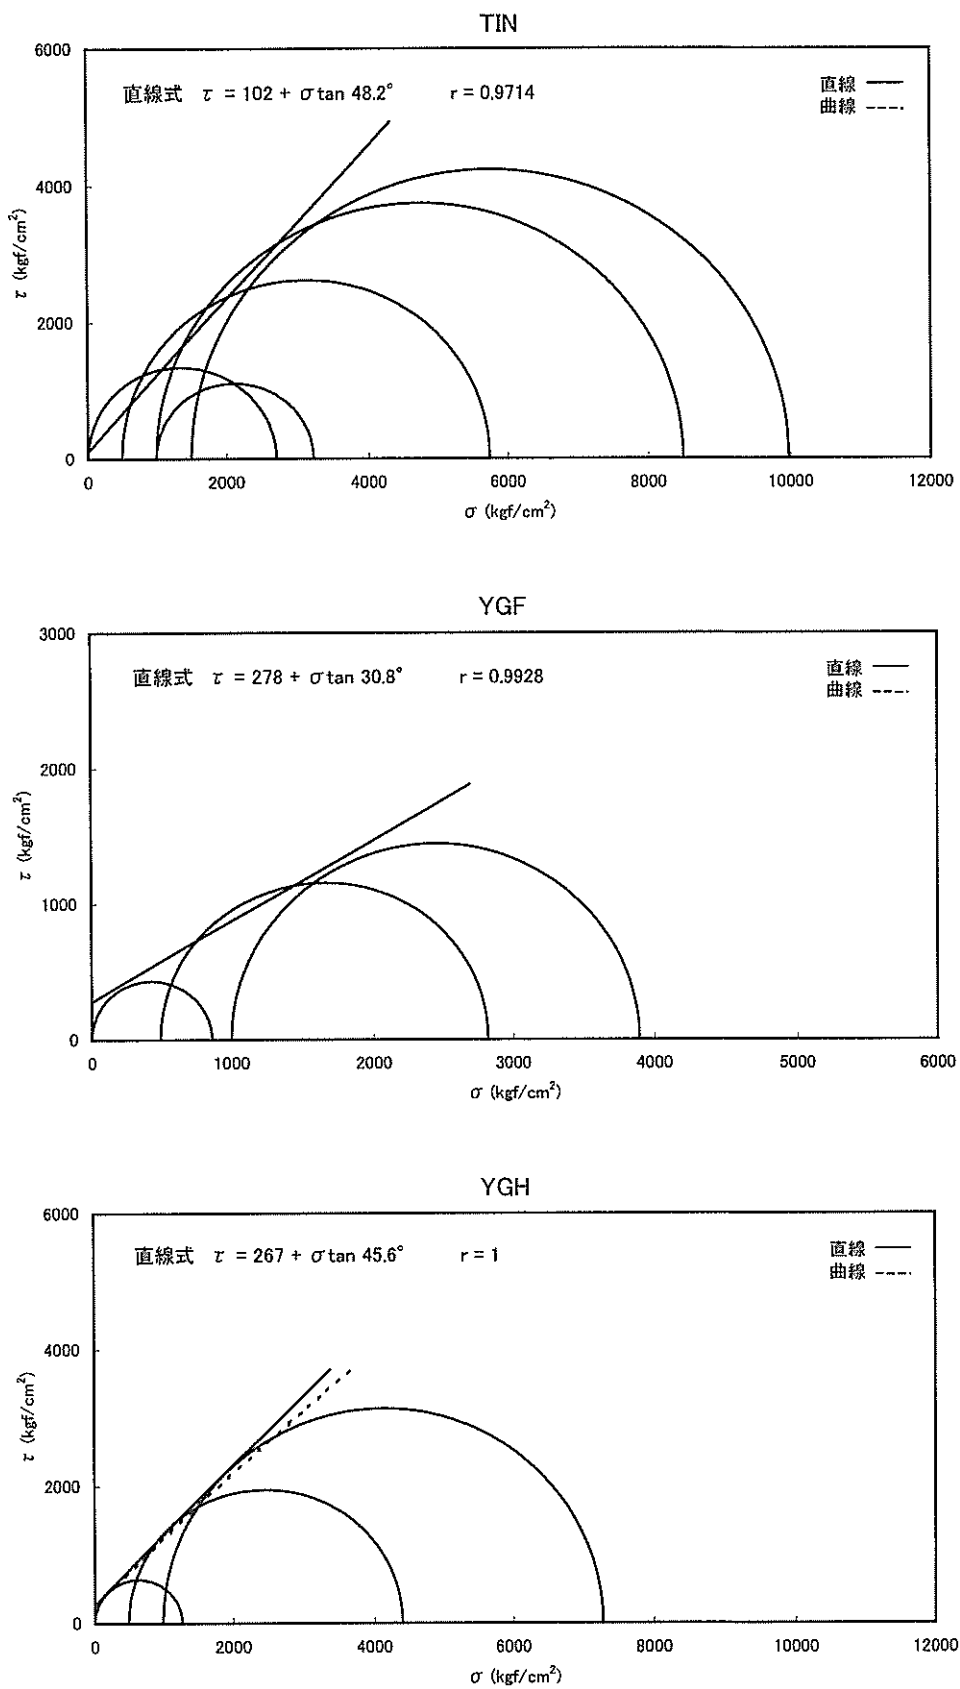 TIN
6000
直線式 τ = 102 + σ tan 48.2° r = 0.9714
直線
曲線
4000
τ (kgf/cm²)
2000
0
0 2000 4000 6000 8000 10000 12000
σ (kgf/cm²)
YGF
3000
直線式 τ = 278 + σ tan 30.8° r = 0.9928
直線
曲線
2000
τ (kgf/cm²)
1000
0
0 1000 2000 3000 4000 5000 6000
σ (kgf/cm²)
YGH
6000
直線式 τ = 267 + σ tan 45.6° r = 1
直線
曲線
4000
τ (kgf/cm²)
2000
0
0 2000 4000 6000 8000 10000 12000
σ (kgf/cm²)